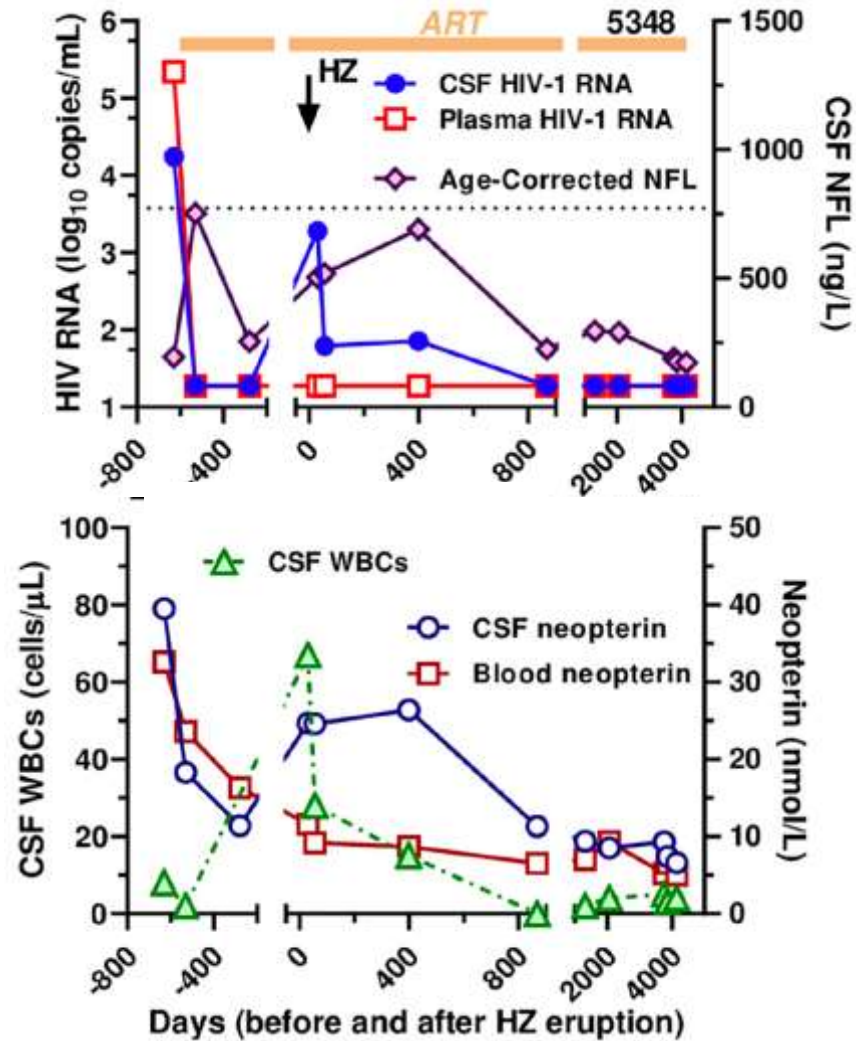 ART
5348
HZ
CSF HIV-1 RNA
Plasma HIV-1 RNA
Age-Corrected NFL
HIV RNA (log10 copies/mL)
6
5
4
3
2
1
CSF NFL (ng/L)
1500
1000
500
0
-800
-400
0
400
800
2000
4000
CSF WBCs
CSF neopterin
Blood neopterin
CSF WBCs (cells/μL)
100
80
60
40
20
0
Neopterin (nmol/L)
50
40
30
20
10
0
-800
-400
0
400
800
2000
4000
Days (before and after HZ eruption)